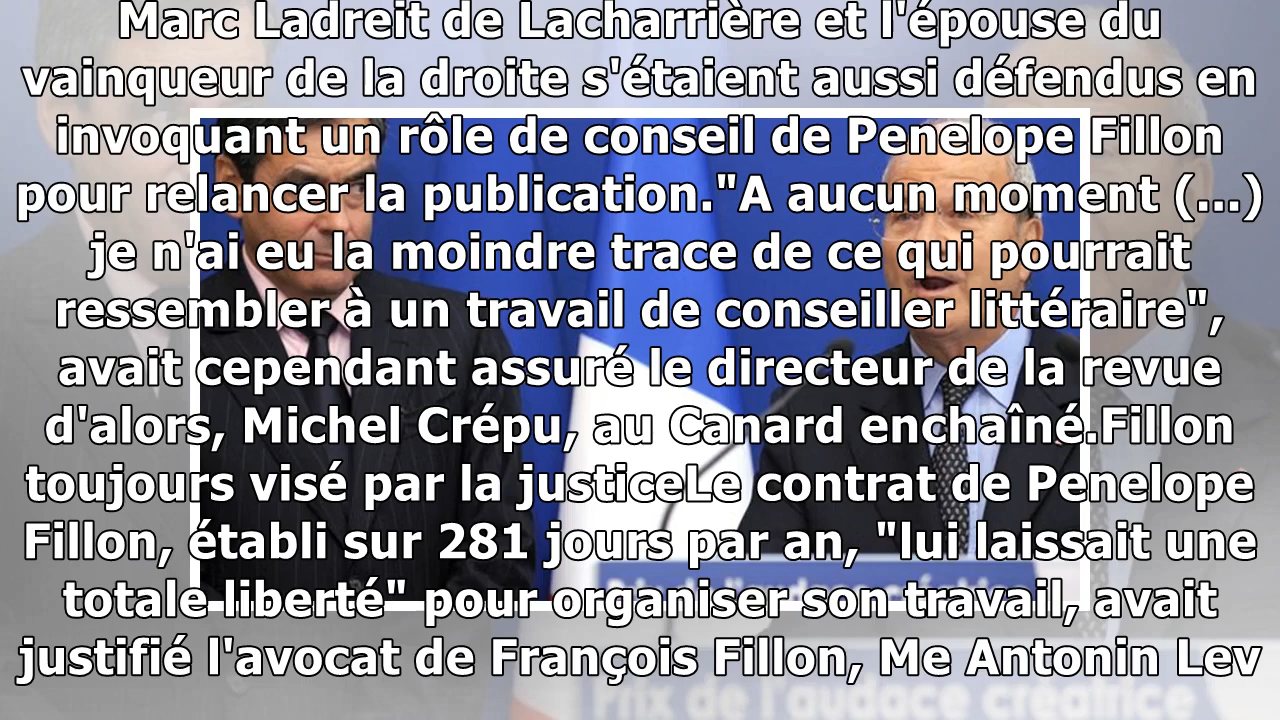 Marc Ladreit de Lacharrière et l'épouse du
vainqueur de la droite s'étaient aussi défendus en
invoquant un rôle de conseil de Penelope Fillon
pour relancer la publication."A aucun moment (...)
je n'ai eu la moindre trace de ce qui pourrait
ressembler à un travail de conseiller littéraire",
avait cependant assuré le directeur de la revue
d'alors, Michel Crépu, au Canard enchaîné.Fillon
toujours visé par la justiceLe contrat de Penelope
Fillon, établi sur 281 jours par an, "lui laissait une
totale liberté" pour organiser son travail, avait
justifié l'avocat de François Fillon, Me Antonin Lev
Prix de l'audace créatrice